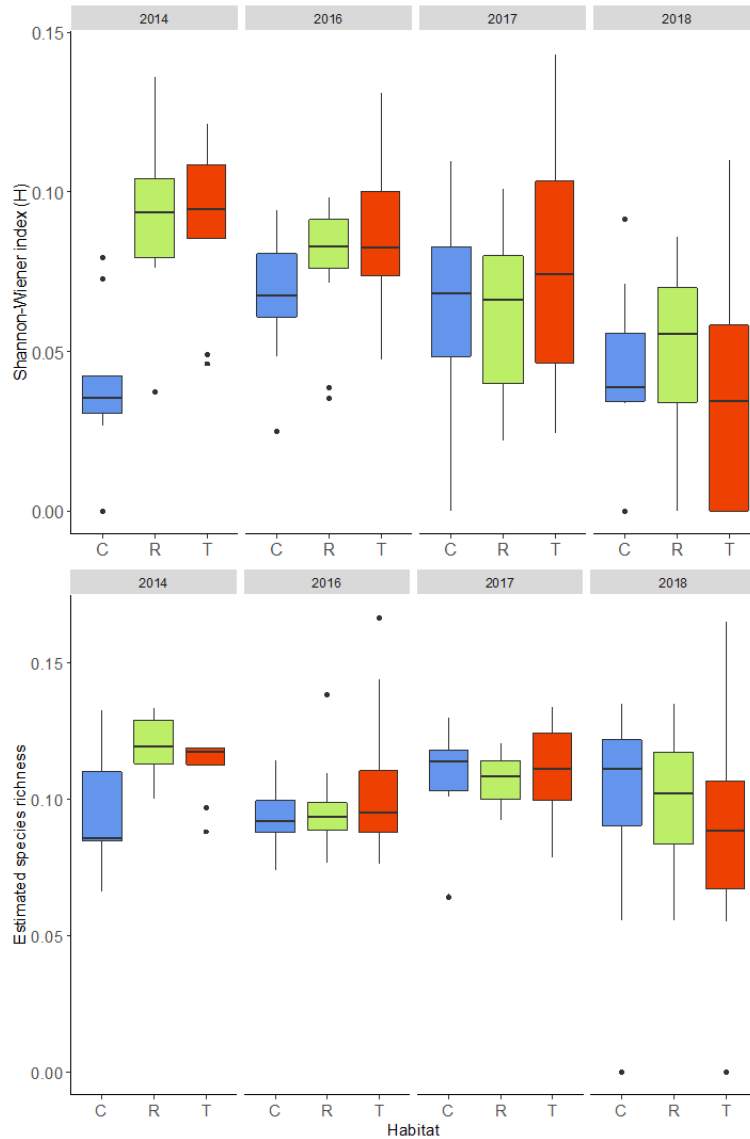 2014 2016 2017 2018
0.15
0.10
0.05
0.00
Shannon-Wiener index (H)
C R T C R T C R T C R T
2014 2016 2017 2018
0.15
0.10
0.05
0.00
Estimated species richness
C R T C R T C R T C R T
Habitat